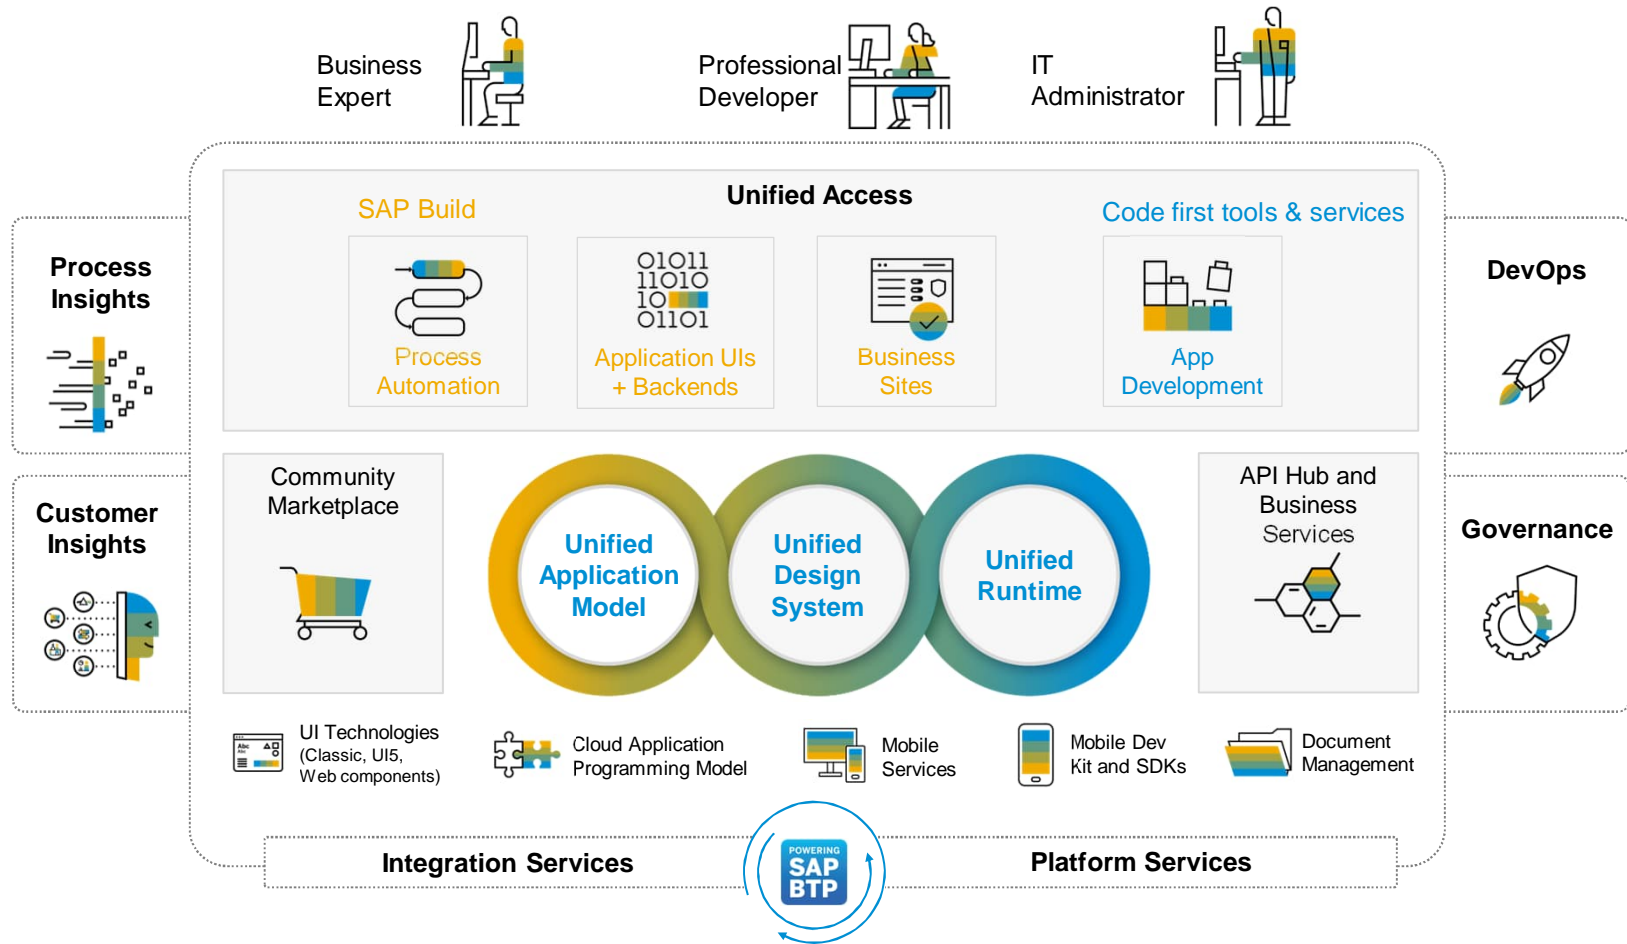 Business
Expert
Professional
Developer
IT
Administrator
Unified Access
SAP Build
Code first tools & services
Process
Automation
01011
11010
10
01101
Application UIs
+ Backends
Business
Sites
App
Development
Process
Insights
Customer
Insights
DevOps
Governance
Community
Marketplace
Unified
Application
Model
Unified
Design
System
Unified
Runtime
API Hub and
Business
Services
Abc
Abc
UI Technologies
(Classic, UI5,
Web components)
Cloud Application
Programming Model
Mobile
Services
Mobile Dev
Kit and SDKs
Document
Management
Integration Services
POWERING
SAP
BTP
Platform Services